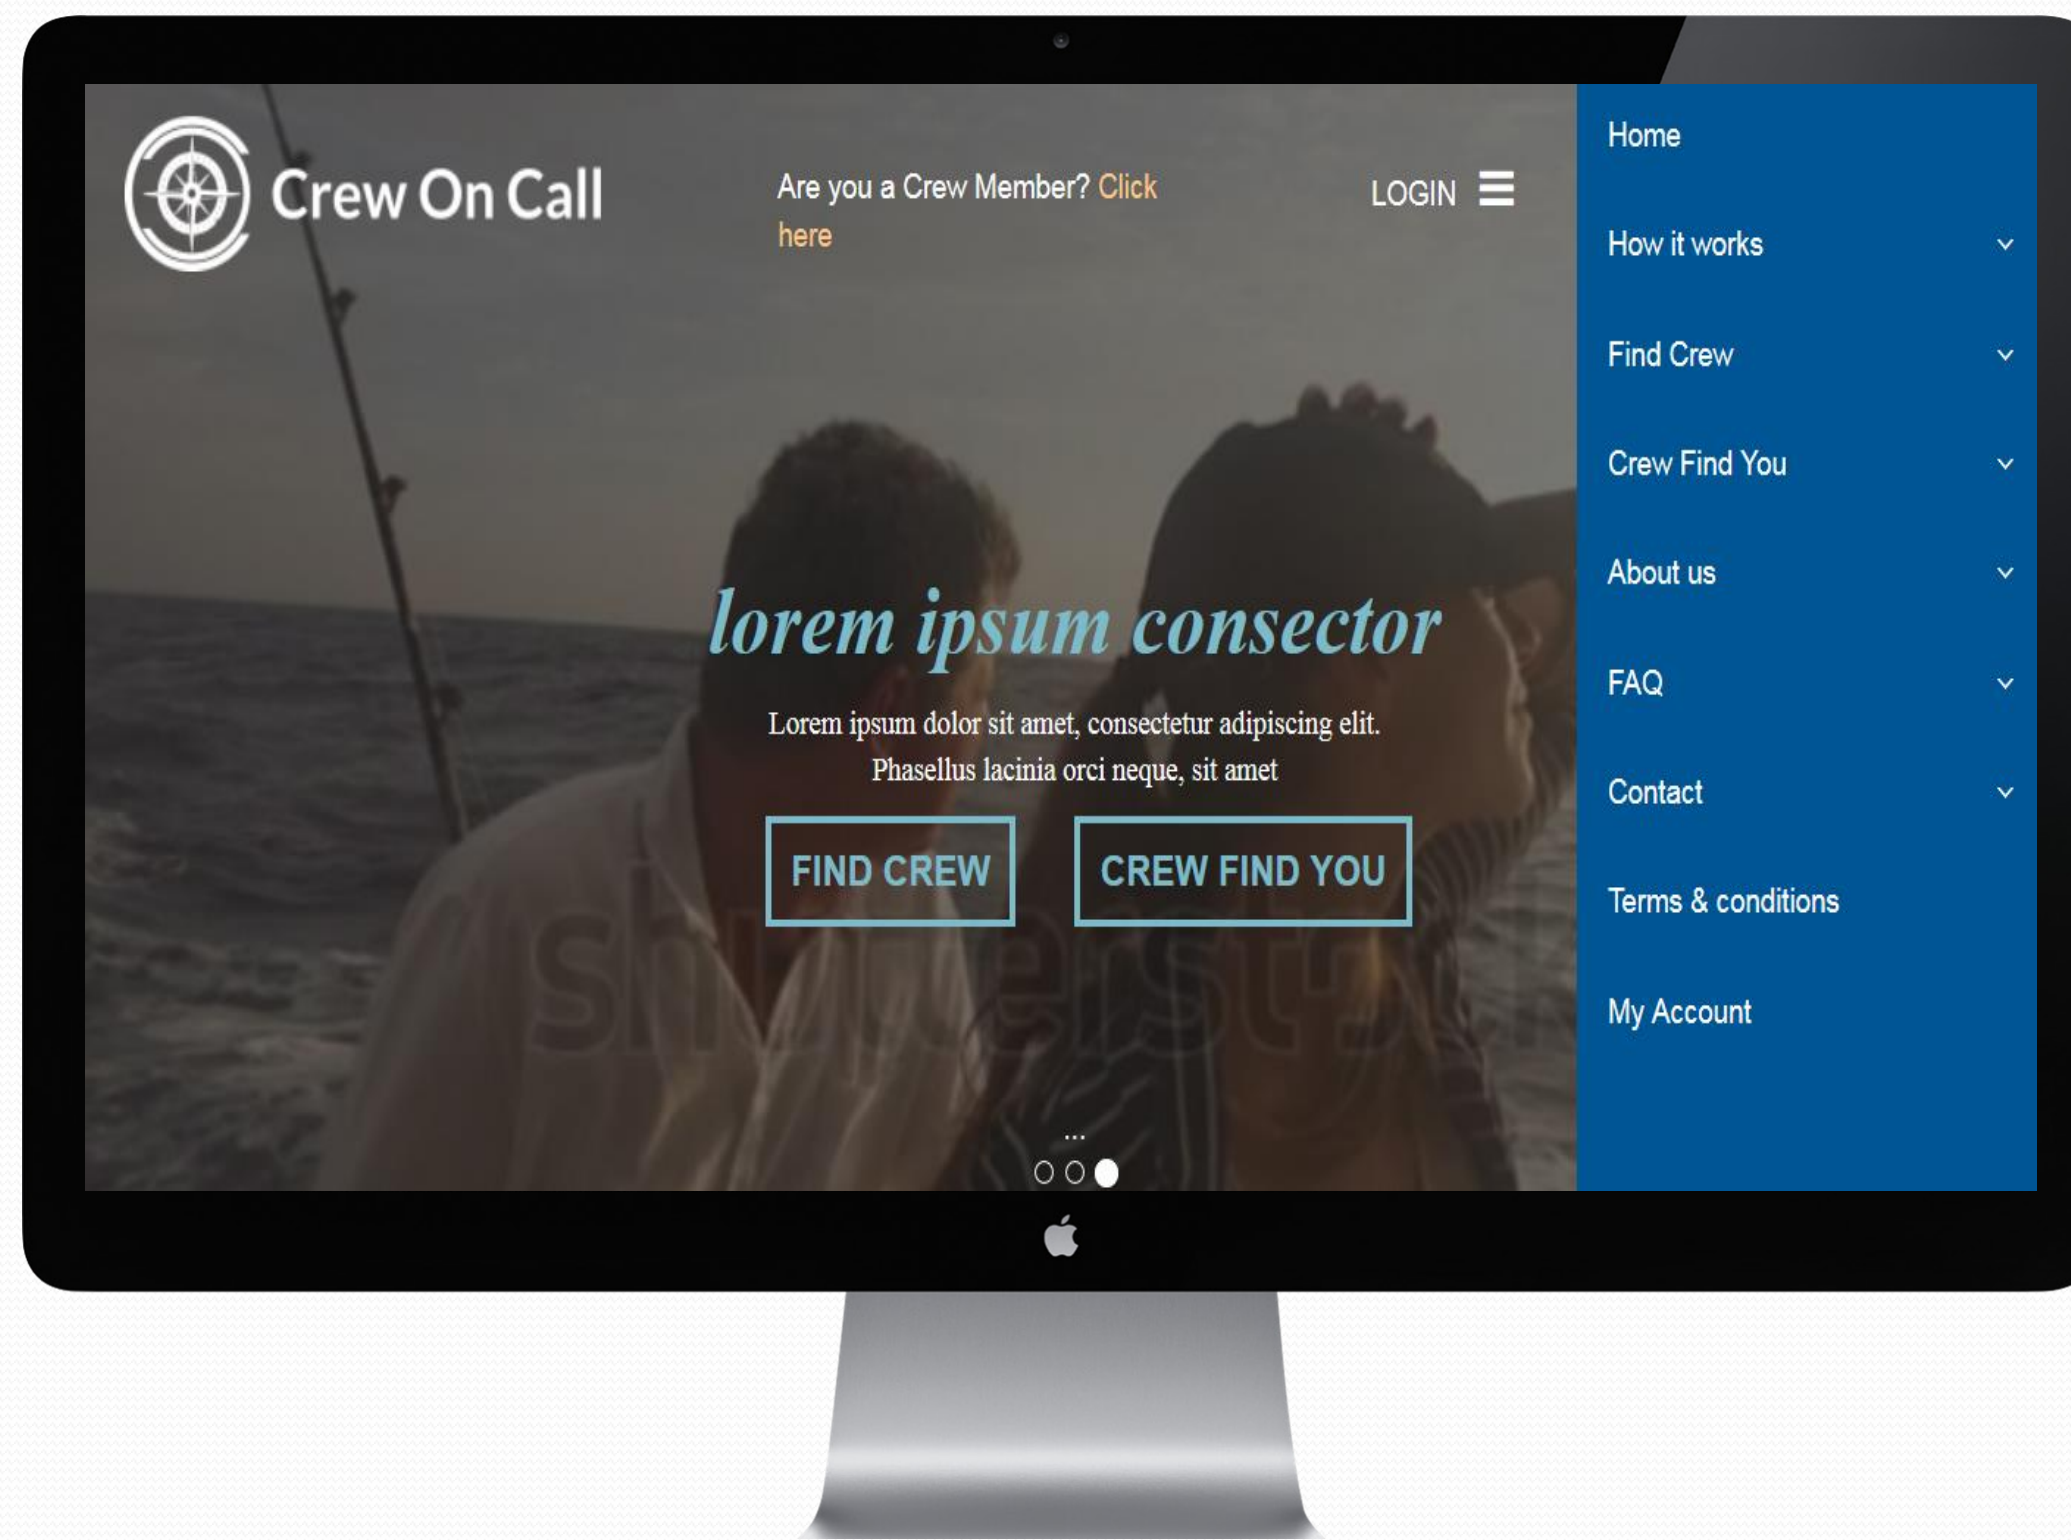 Crew On Call
Are you a Crew Member? Click
here
LOGIN
lorem ipsum consector
Lorem ipsum dolor sit amet, consectetur adipiscing elit.
Phasellus lacinia orci neque, sit amet
FIND CREW
CREW FIND YOU
shutterstock
...
Home
How it works
Find Crew
Crew Find You
About us
FAQ
Contact
Terms & conditions
My Account